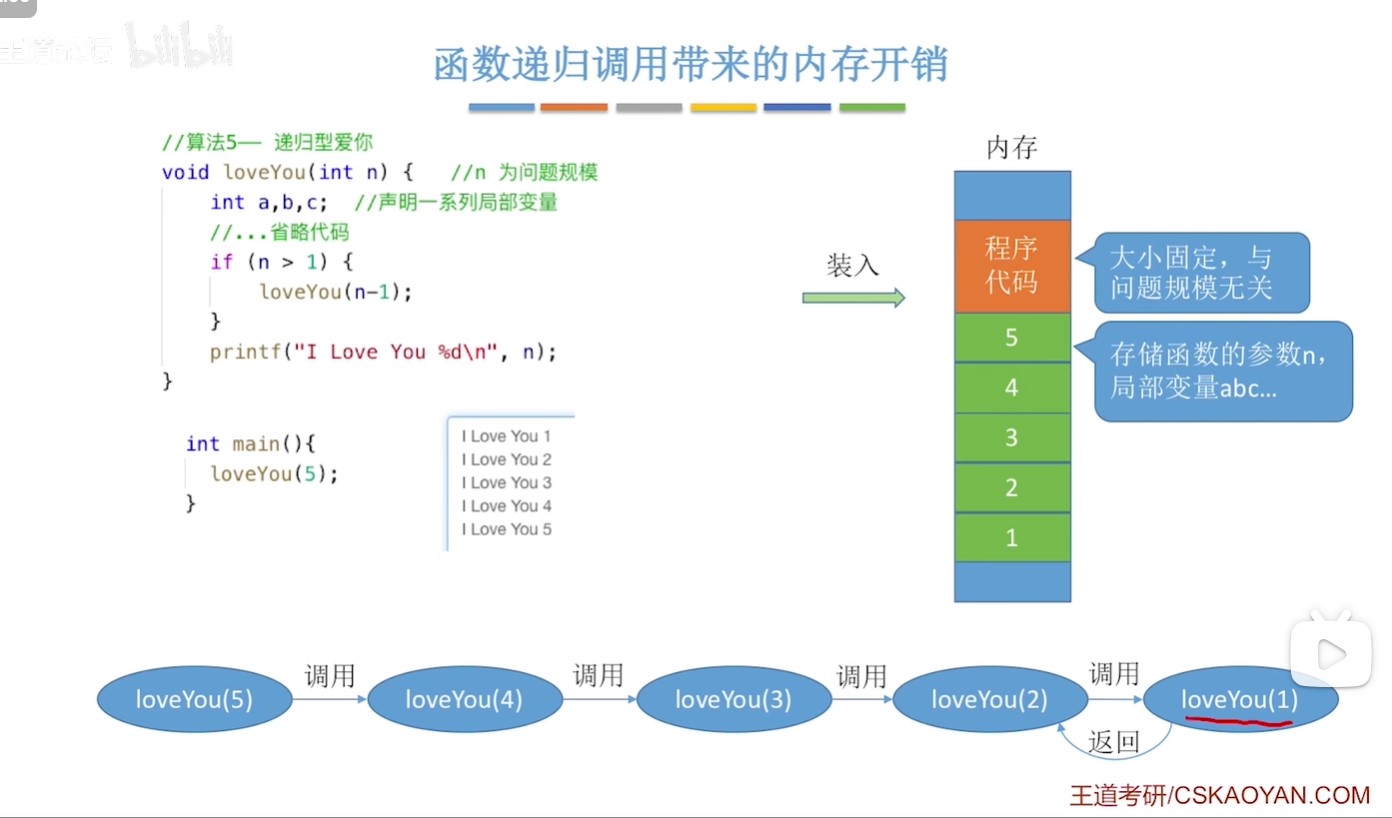 bilibili
函数递归调用带来的内存开销
//算法5—— 递归型爱你
void loveYou(int n) {   //n 为问题规模
    int a,b,c;  //声明一系列局部变量
    //...省略代码
    if (n > 1) {
        loveYou(n-1);
    }
    printf("I Love You %d\n", n);
}
int main(){
  loveYou(5);
}
I Love You 1
I Love You 2
I Love You 3
I Love You 4
I Love You 5
装入
内存
程序
代码
5
4
3
2
1
大小固定，与
问题规模无关
存储函数的参数n，
局部变量abc...
loveYou(5)
调用
loveYou(4)
调用
loveYou(3)
调用
loveYou(2)
调用
loveYou(1)
返回
王道考研/CSKAOYAN.COM